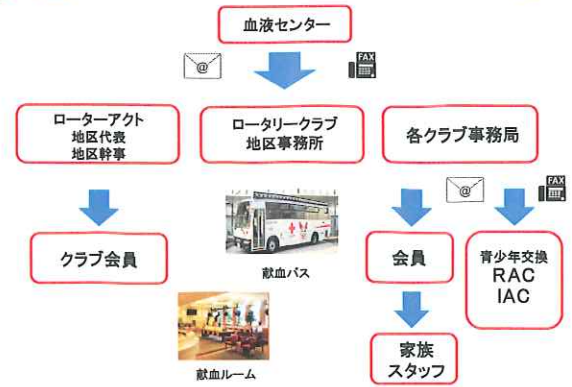 血液センター
@
FAX
ローターアクト
地区代表
地区幹事
ロータリークラブ
地区事務所
各クラブ事務局
@
FAX
クラブ会員
献血バス
会員
青少年交換
RAC
IAC
献血ルーム
家族
スタッフ